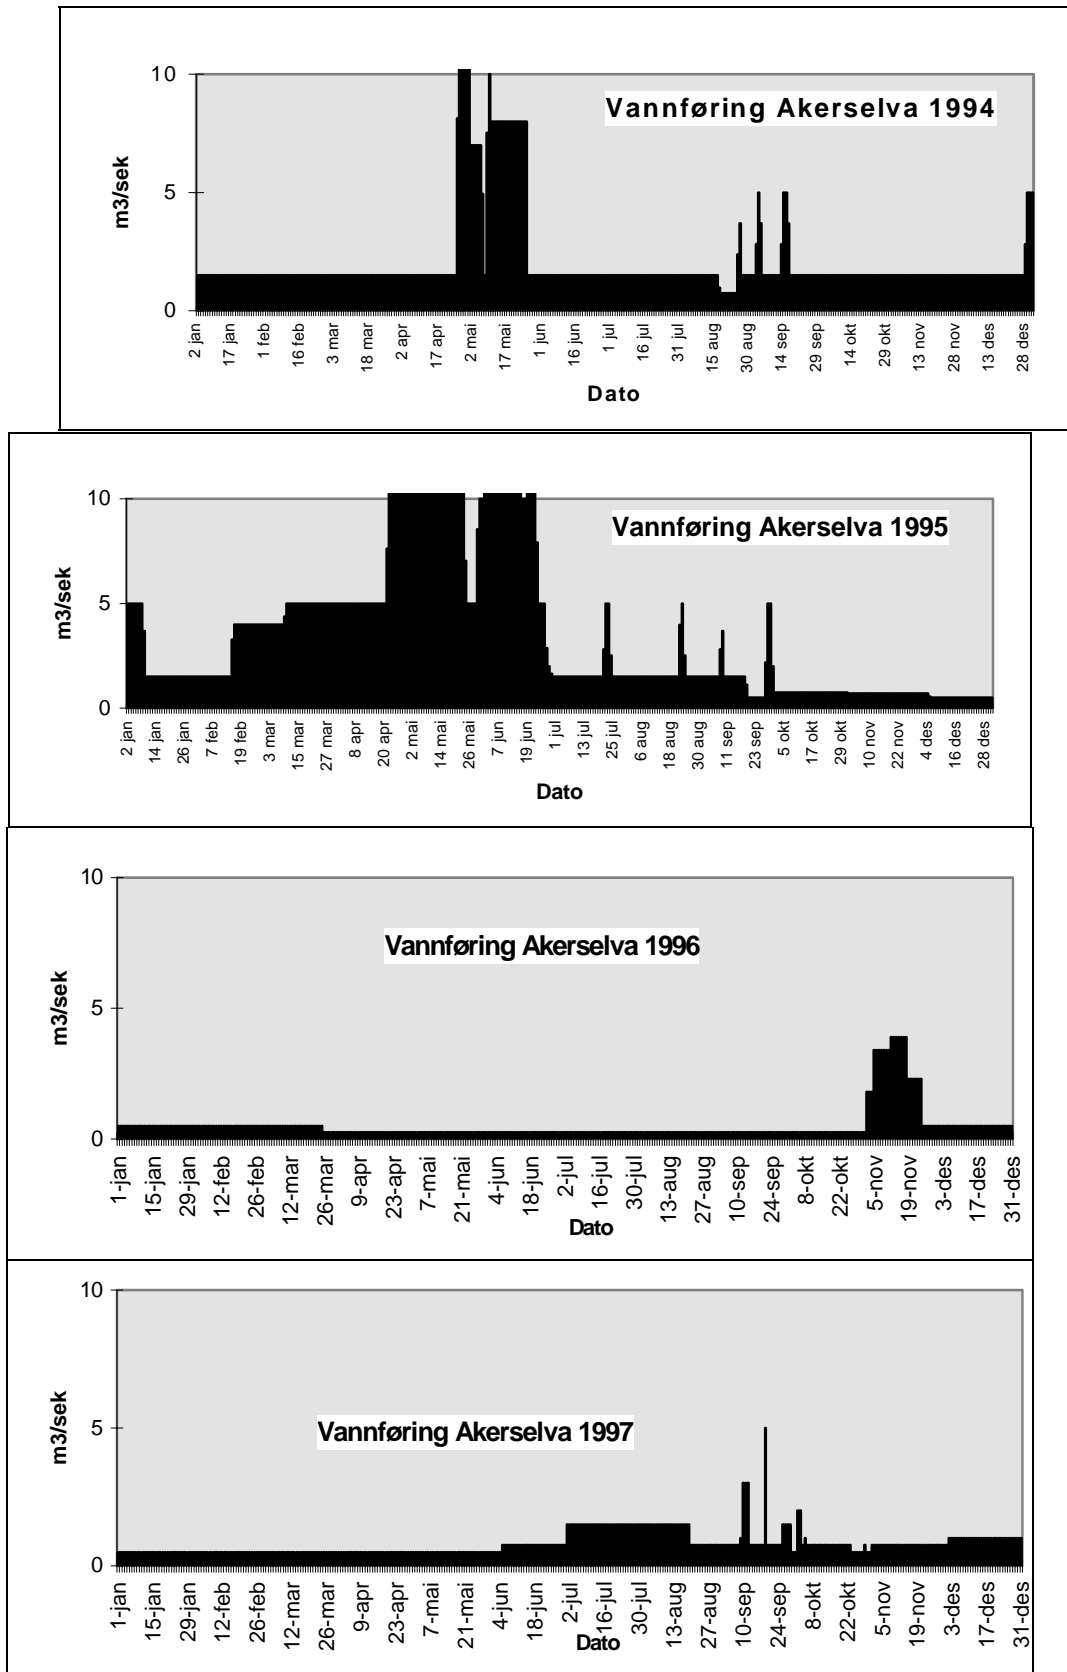 Vannføring Akerselva 1994
m3/sek
10
5
0
2 jan 17 jan 1 feb 16 feb 3 mar 18 mar 2 apr 17 apr 2 mai 17 mai 1 jun 16 jun 1 jul 16 jul 31 jul 15 aug 30 aug 14 sep 29 sep 14 okt 29 okt 13 nov 28 nov 13 des 28 des
Dato
Vannføring Akerselva 1995
m3/sek
10
5
0
2 jan 14 jan 26 jan 7 feb 19 feb 3 mar 15 mar 27 mar 8 apr 20 apr 2 mai 14 mai 26 mai 7 jun 19 jun 1 jul 13 jul 25 jul 6 aug 18 aug 30 aug 11 sep 23 sep 5 okt 17 okt 29 okt 10 nov 22 nov 4 des 16 des 28 des
Dato
Vannføring Akerselva 1996
m3/sek
10
5
0
1-jan 15-jan 29-jan 12-feb 26-feb 12-mar 26-mar 9-apr 23-apr 7-mai 21-mai 4-jun 18-jun 2-jul 16-jul 30-jul 13-aug 27-aug 10-sep 24-sep 8-okt 22-okt 5-nov 19-nov 3-des 17-des 31-des
Dato
Vannføring Akerselva 1997
m3/sek
10
5
0
1-jan 15-jan 29-jan 12-feb 26-feb 12-mar 26-mar 9-apr 23-apr 7-mai 21-mai 4-jun 18-jun 2-jul 16-jul 30-jul 13-aug 27-aug 10-sep 24-sep 8-okt 22-okt 5-nov 19-nov 3-des 17-des 31-des
Dato